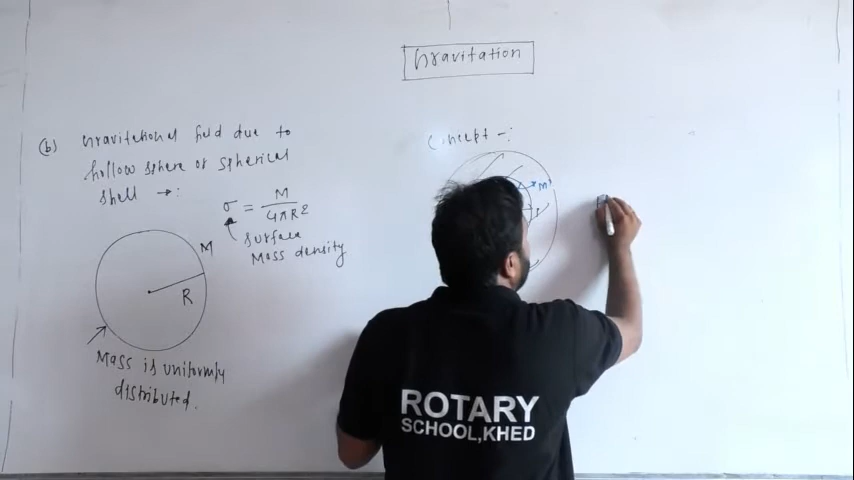 Gravitation
(b) Gravitational field due to
hollow sphere or spherical
shell →:
σ = M / 4πR²
Surface
Mass density
M
R
Mass is uniformly
distributed.
Concept -:
M'
ROTARY
SCHOOL,KHED